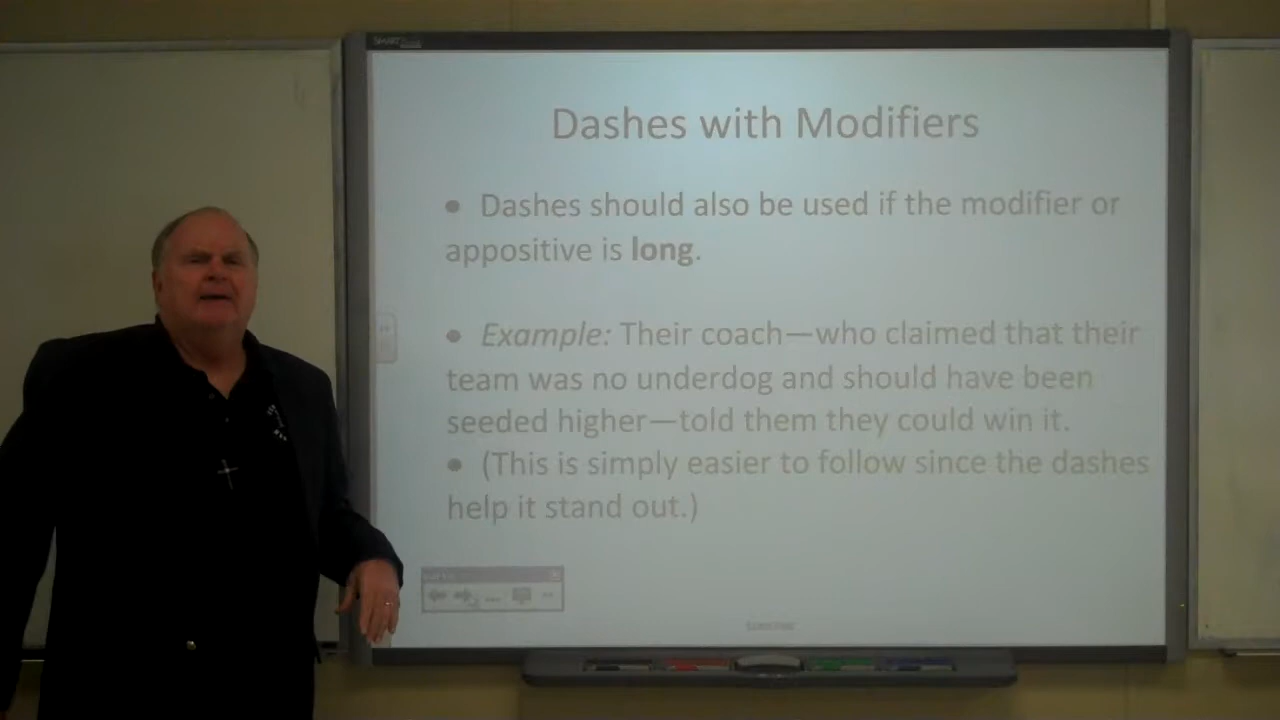 Dashes with Modifiers
• Dashes should also be used if the modifier or
appositive is long.
• Example: Their coach—who claimed that their
team was no underdog and should have been
seeded higher—told them they could win it.
• (This is simply easier to follow since the dashes
help it stand out.)